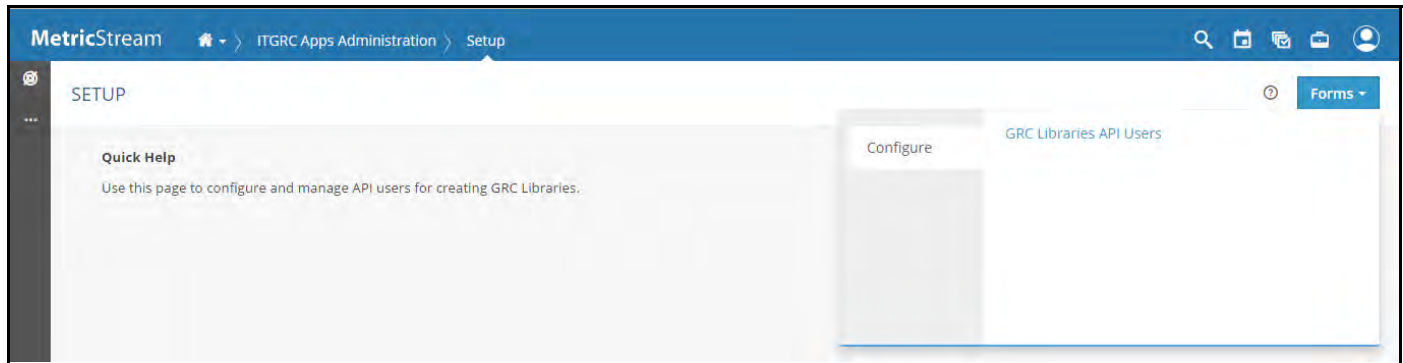 MetricStream
ITGRC Apps Administration
Setup
SETUP
Forms
Quick Help
Use this page to configure and manage API users for creating GRC Libraries.
Configure
GRC Libraries API Users